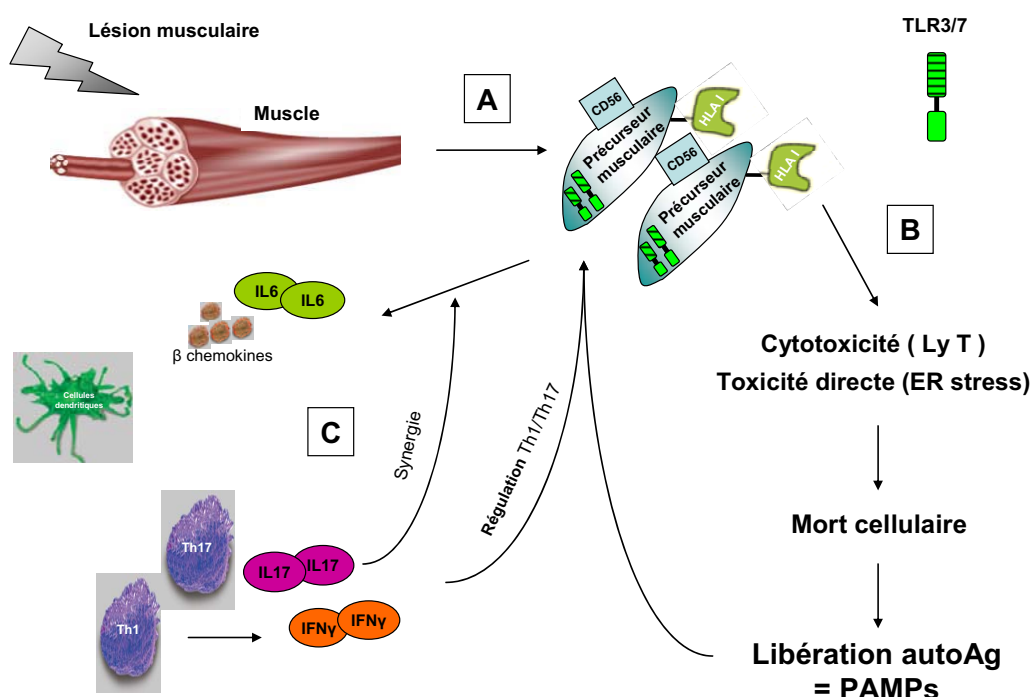 Lésion musculaire
TLR3/7
Muscle
A
CD56
HLA I
Précurseur
musculaire
CD56
HLA I
Précurseur
musculaire
B
IL6
IL6
β chemokines
Cytotoxicité ( Ly T )
Toxicité directe (ER stress)
Cellules
dendritiques
C
Synergie
Régulation Th1/Th17
Mort cellulaire
Th17
IL17
IL17
Th1
IFNγ
IFNγ
Libération autoAg
= PAMPs